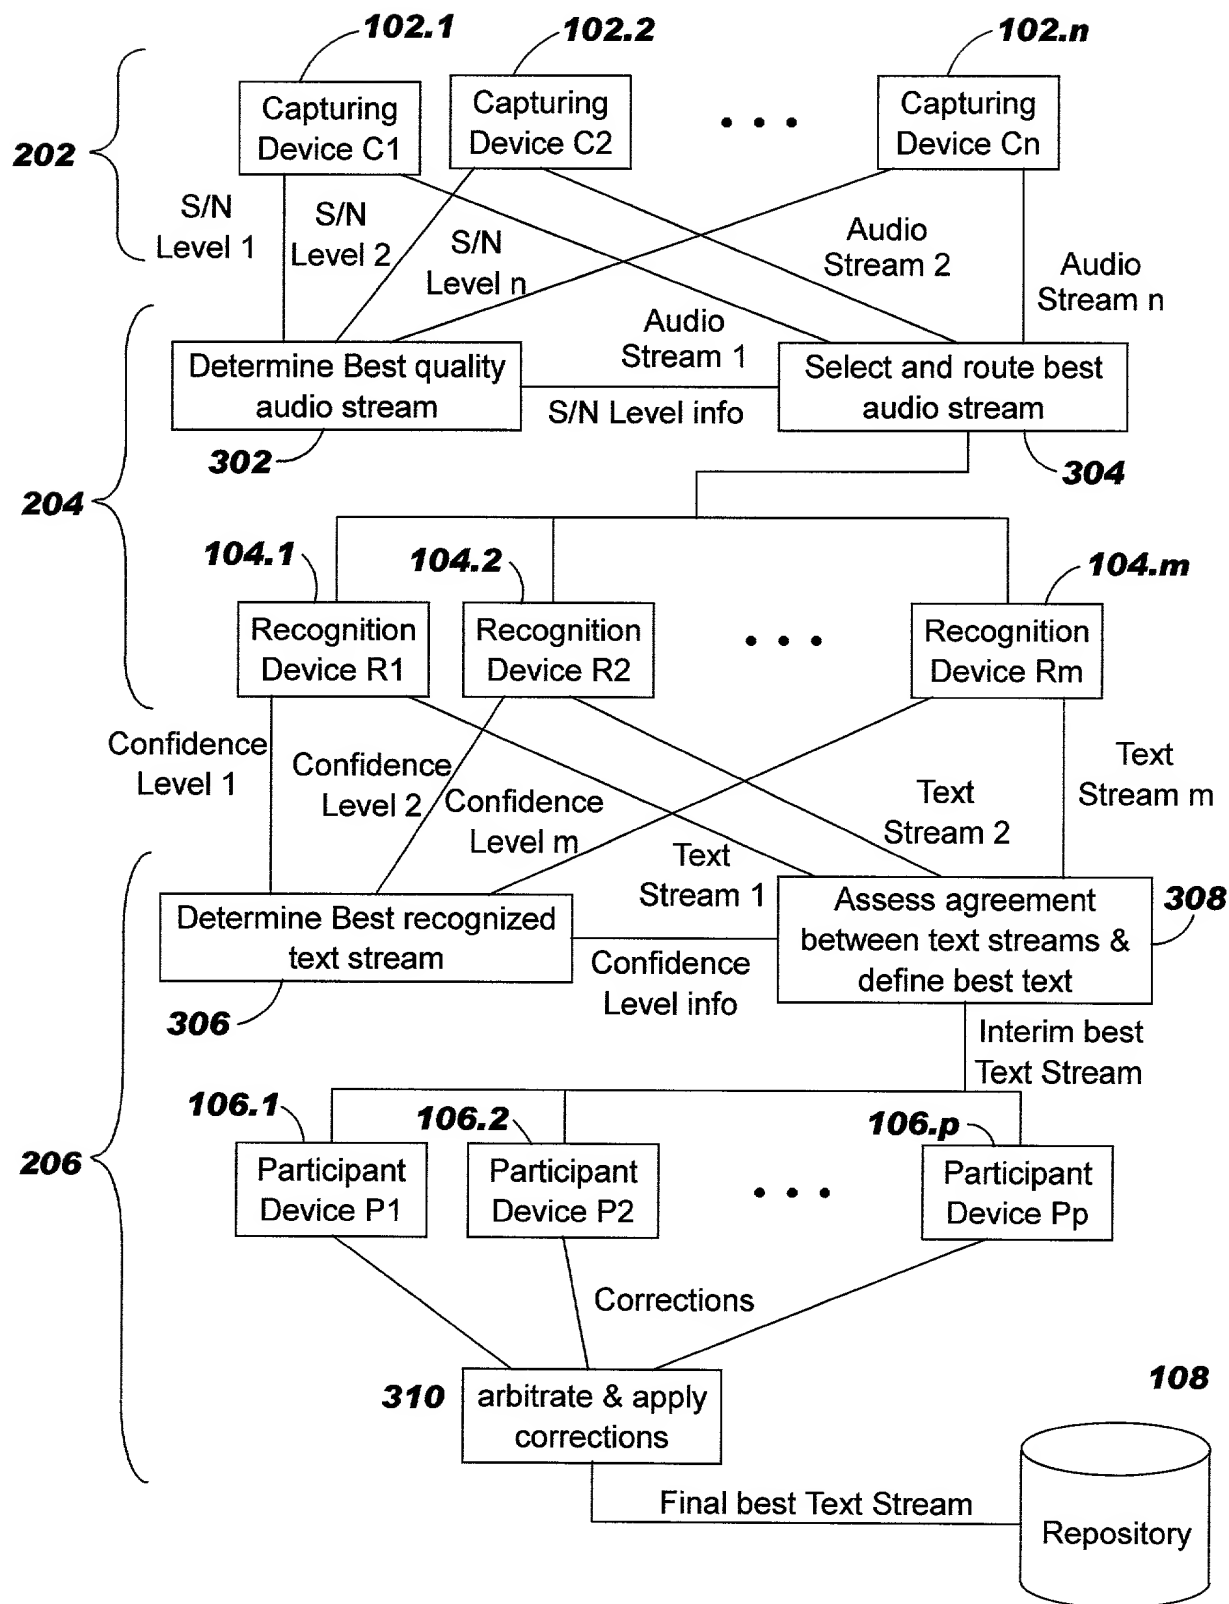 102.1
102.2
102.n
Capturing
Device C1
Capturing
Device C2
• • •
Capturing
Device Cn
202
S/N
Level 1
S/N
Level 2
S/N
Level n
Audio
Stream 2
Audio
Stream n
Audio
Stream 1
Determine Best quality
audio stream
S/N Level info
Select and route best
audio stream
302
304
204
104.1
104.2
104.m
Recognition
Device R1
Recognition
Device R2
• • •
Recognition
Device Rm
Confidence
Level 1
Confidence
Level 2
Confidence
Level m
Text
Stream 1
Text
Stream 2
Text
Stream m
Determine Best recognized
text stream
Confidence
Level info
Assess agreement
between text streams &
define best text
308
306
Interim best
Text Stream
106.1
106.2
106.p
206
Participant
Device P1
Participant
Device P2
• • •
Participant
Device Pp
Corrections
310
arbitrate & apply
corrections
108
Final best Text Stream
Repository